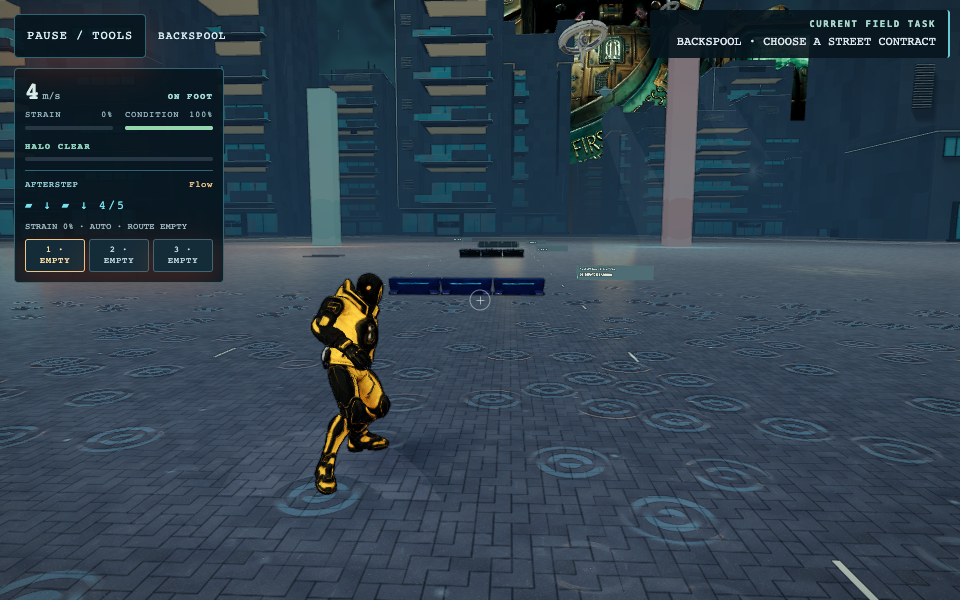 PAUSE / TOOLS
BACKSPOOL
CURRENT FIELD TASK
BACKSPOOL · CHOOSE A STREET CONTRACT
4 m/s
ON FOOT
STRAIN 0%
CONDITION 100%
HALO CLEAR
AFTERSTEP
Flow
▰ ↓ ▰ ↓ 4/5
STRAIN 0% · AUTO · ROUTE EMPTY
1 · EMPTY
2 · EMPTY
3 · EMPTY
FIRS